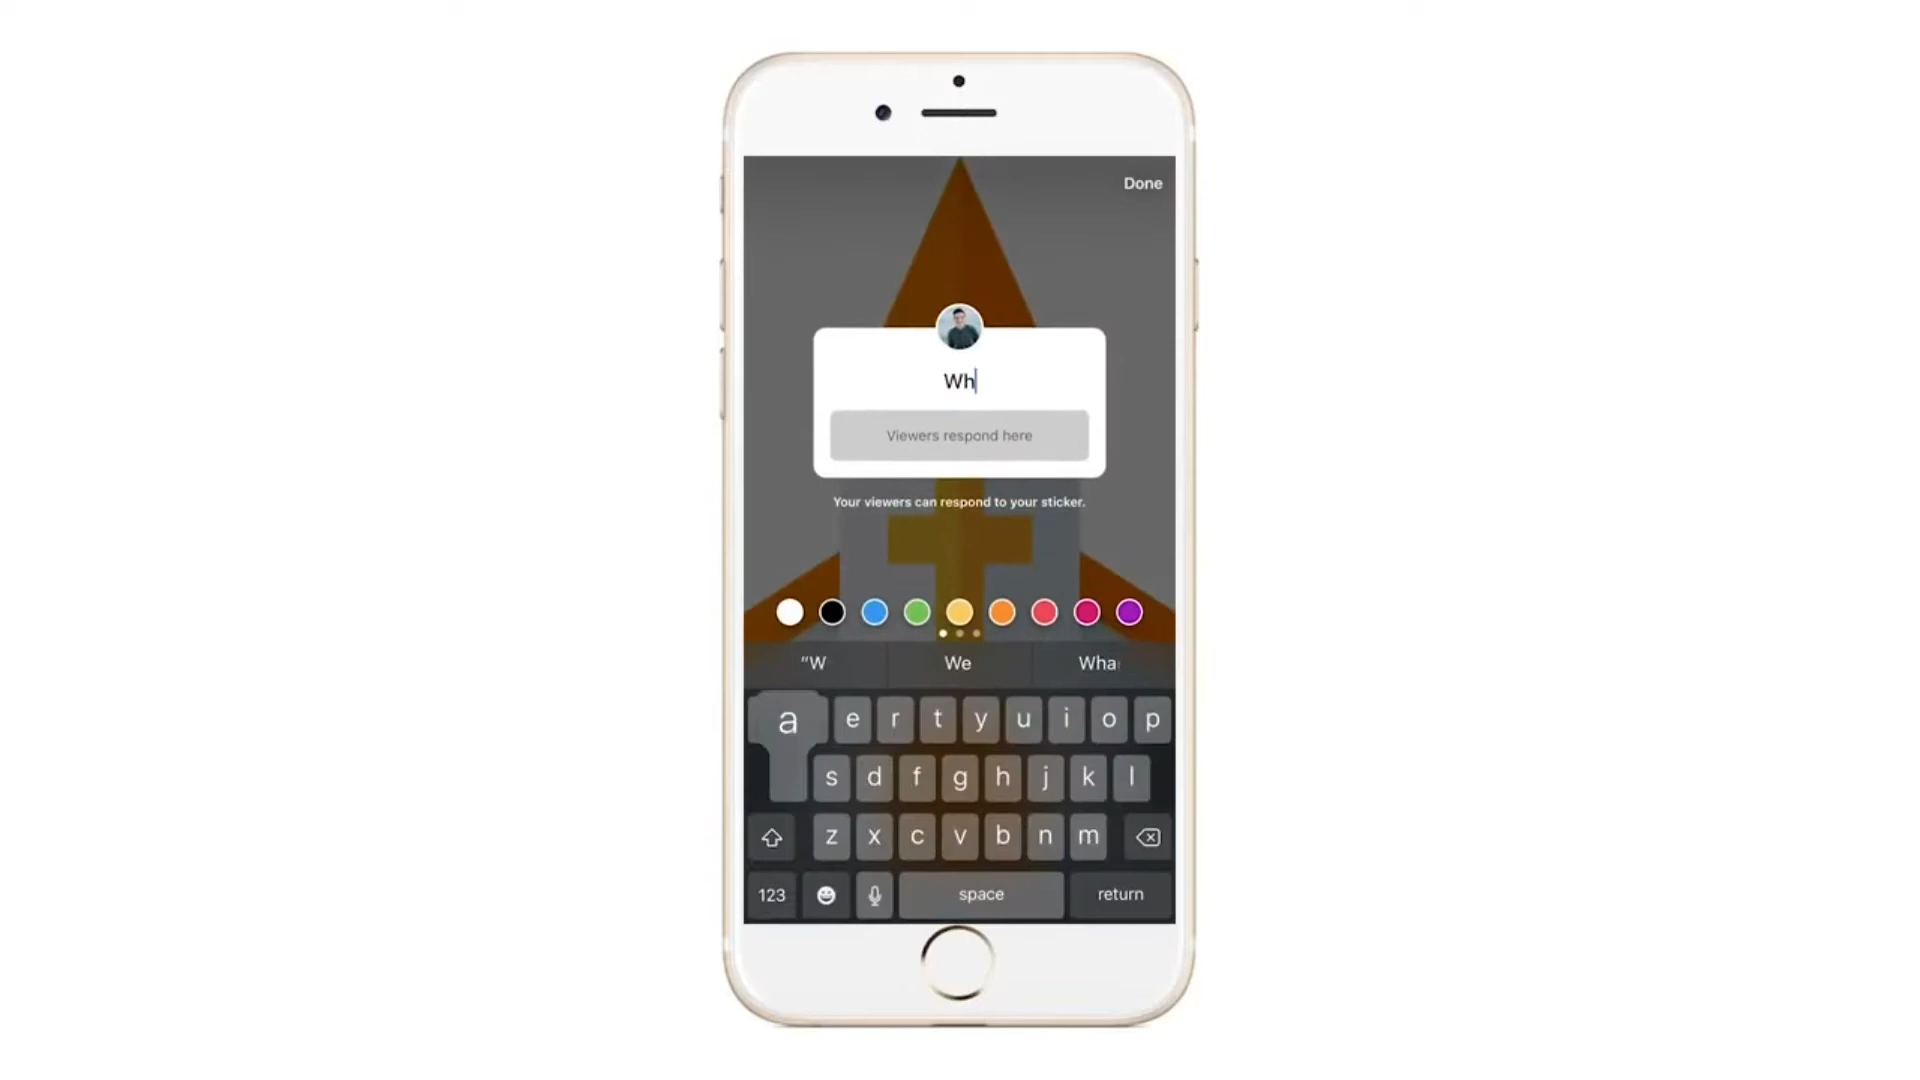 Done
Wh
Viewers respond here
Your viewers can respond to your sticker.
“W We Wha
a e r t y u i o p
s d f g h j k l
z x c v b n m
123 space return